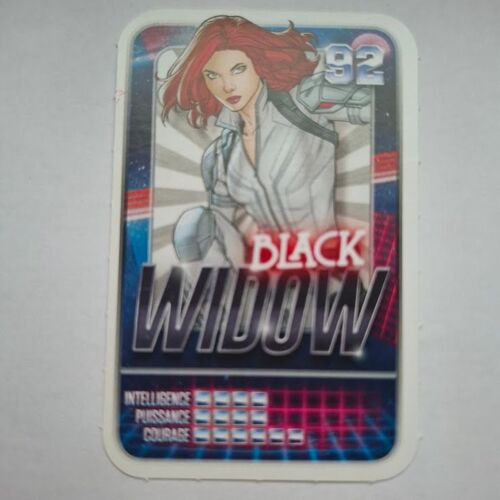 92
BLACK
WIDOW
INTELLIGENCE
PUISSANCE
COURAGE